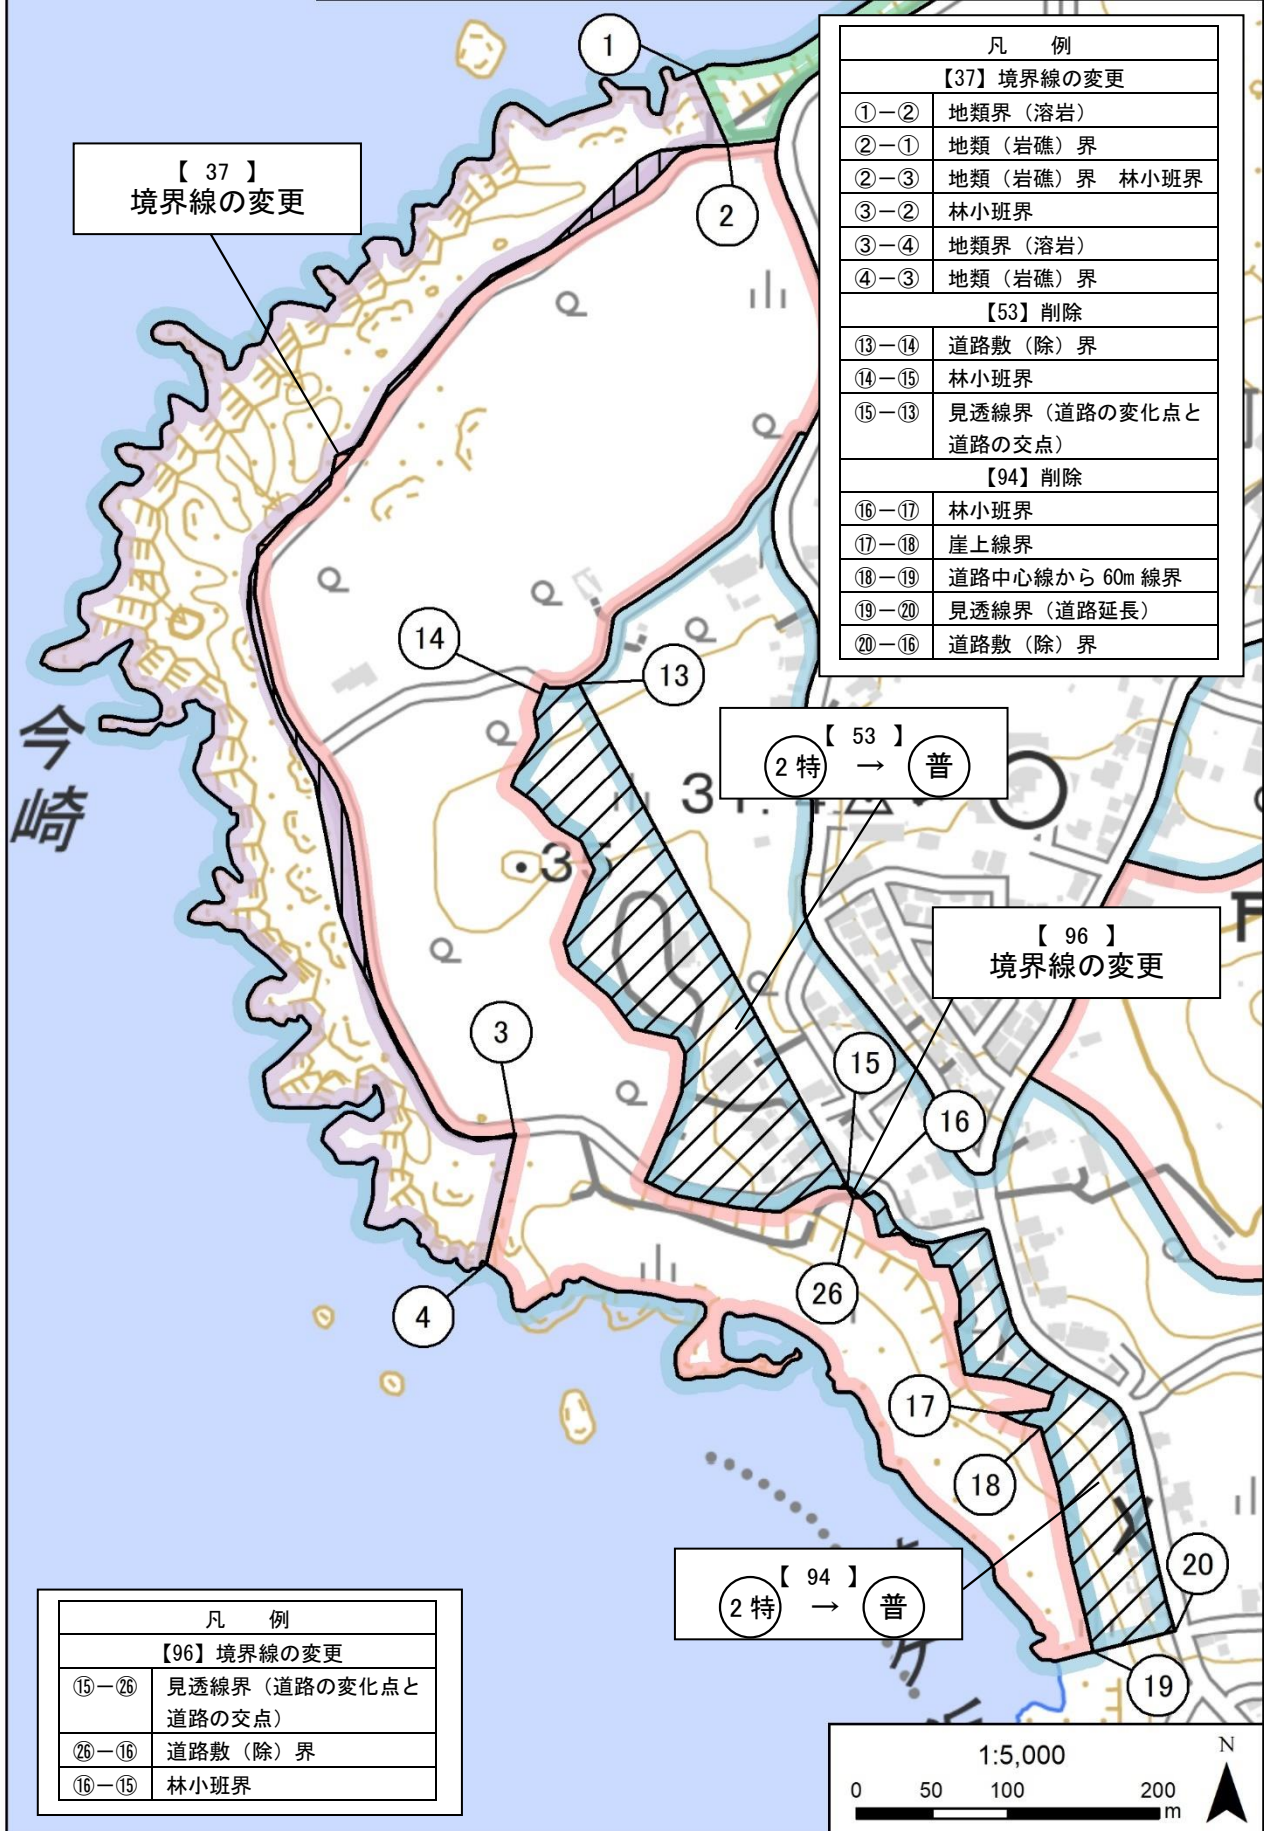 凡　例
【37】境界線の変更
①－② 地類界（溶岩）
②－① 地類（岩礁）界
②－③ 地類（岩礁）界　林小班界
③－② 林小班界
③－④ 地類界（溶岩）
④－③ 地類（岩礁）界
【53】削除
⑬－⑭ 道路敷（除）界
⑭－⑮ 林小班界
⑮－⑬ 見透線界（道路の変化点と
道路の交点）
【94】削除
⑯－⑰ 林小班界
⑰－⑱ 崖上線界
⑱－⑲ 道路中心線から 60m 線界
⑲－⑳ 見透線界（道路延長）
⑳－⑯ 道路敷（除）界
1
2
【 37 】
境界線の変更
14
13
今崎
【 53 】
2特 → 普
35
【 96 】
境界線の変更
3
15
16
26
4
17
18
【 94 】
2特 → 普
20
19
凡　例
【96】境界線の変更
⑮－㉖ 見透線界（道路の変化点と
道路の交点）
㉖－⑯ 道路敷（除）界
⑯－⑮ 林小班界
1:5,000
N
0 50 100 200
m